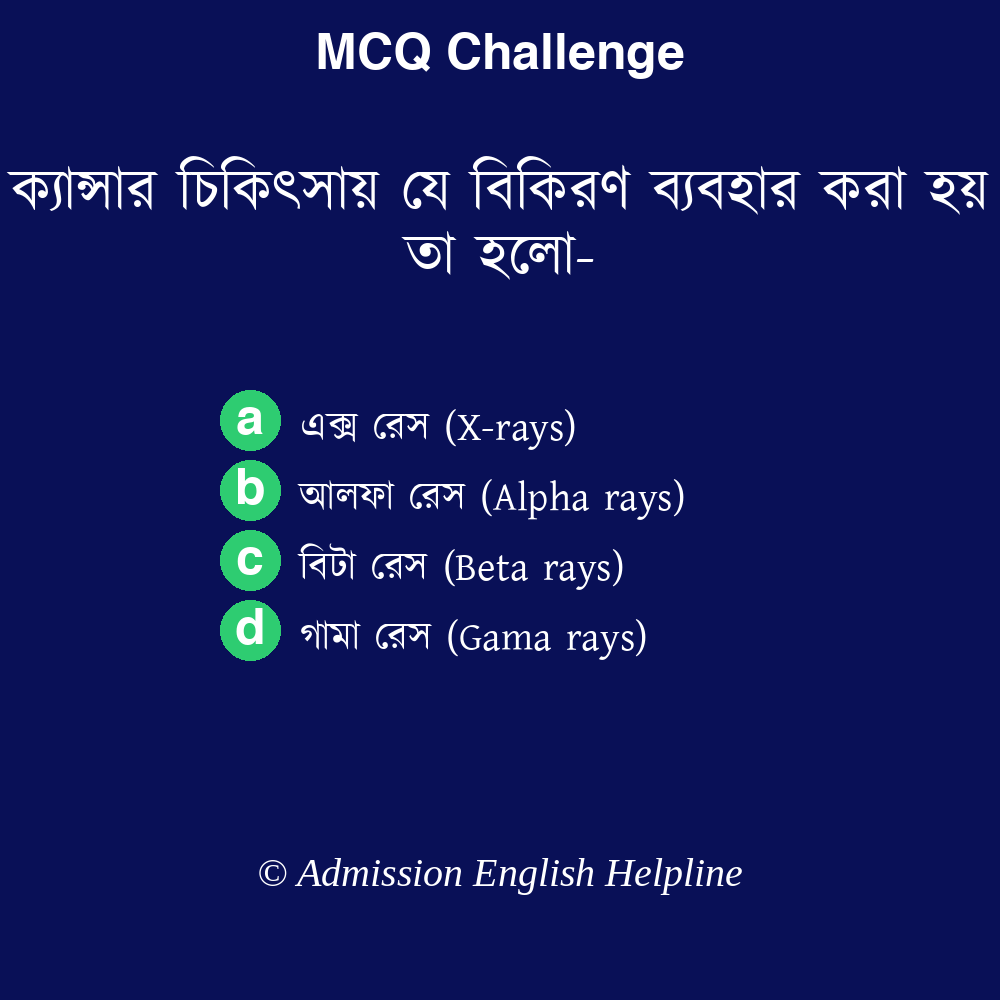 MCQ Challenge
ক্যান্সার চিকিৎসায় যে বিকিরণ ব্যবহার করা হয়
তা হলো-
a এক্স রেস (X-rays)
b আলফা রেস (Alpha rays)
c বিটা রেস (Beta rays)
d গামা রেস (Gama rays)
© Admission English Helpline